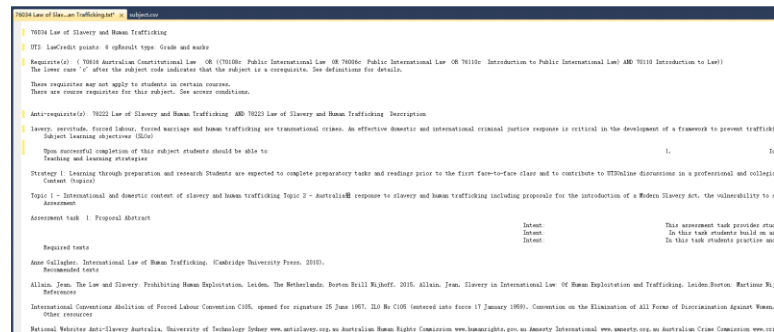 76034 Law of Slav...an Trafficking.txt* × subject.csv
76034 Law of Slavery and Human Trafficking
UTS: LawCredit points: 6 cpResult type: Grade and marks
Requisite(s): ( 70616 Australian Constitutional Law OR ((70108c Public International Law OR 76006c Public International Law OR 78110c Introduction to Public International Law) AND 70110 Introduction to Law))
The lower case 'c' after the subject code indicates that the subject is a corequisite. See definitions for details.
These requisites may not apply to students in certain courses.
There are course requisites for this subject. See access conditions.
Anti-requisite(s): 78222 Law of Slavery and Human Trafficking AND 78223 Law of Slavery and Human Trafficking Description
lavery, servitude, forced labour, forced marriage and human trafficking are transnational crimes. An effective domestic and international criminal justice response is critical in the development of a framework to prevent trafficki
Subject learning objectives (SLOs)
Upon successful completion of this subject students should be able to: 1.
Teaching and learning strategies
Strategy 1: Learning through preparation and research Students are expected to complete preparatory tasks and readings prior to the first face-to-face class and to contribute to UTSOnline discussions in a professional and collegi
Content (topics)
Topic 1 - International and domestic context of slavery and human trafficking Topic 2 - Australia response to slavery and human trafficking including proposals for the introduction of a Modern Slavery Act, the vulnerability to
Assessment
Assessment task 1: Proposal Abstract
Intent: This assessment task provides stud
Intent: In this task students build on
Intent: In this task students practise and
Required texts
Anne Gallagher, International Law of Human Trafficking, (Cambridge University Press, 2010).
Recommended texts
Allain, Jean, The Law and Slavery: Prohibiting Human Exploitation, Leiden, The Netherlands, Boston Brill Nijhoff, 2015. Allain, Jean, Slavery in International Law: Of Human Exploitation and Trafficking, Leiden;Boston: Martinus Nij
References
International Conventions Abolition of Forced Labour Convention C105, opened for signature 25 June 1957, ILO No C105 (entered into force 17 January 1959). Convention on the Elimination of All Forms of Discrimination Against Women,
Other resources
National Websites Anti-Slavery Australia, University of Technology Sydney www.antislavery.org.au Australian Human Rights Commission www.humanrights.gov.au Amnesty International www.amnesty.org.au Australian Crime Commission